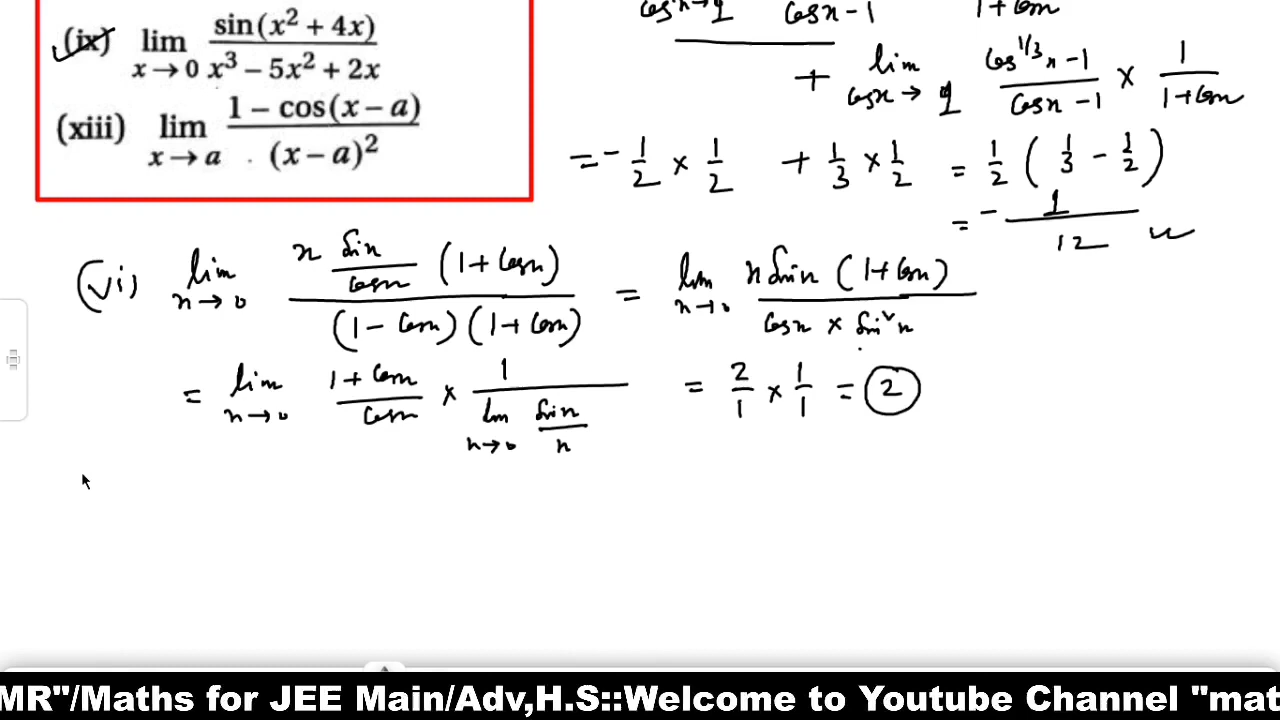 (ix) lim x→0 sin(x² + 4x) / x³ − 5x² + 2x
(xiii) lim x→a 1 − cos(x − a) / (x − a)²
cosx − 1
+ lim cosx → 1 cos^1/3 x − 1 / cosx − 1 × 1 / 1 + cosx
= − 1/2 × 1/2 + 1/3 × 1/2 = 1/2 ( 1/3 − 1/2 )
= − 1 / 12
(vi) lim x→0 x sinx/cosx (1 + cosx) / (1 − cosx) (1 + cosx) = lim x→0 x sinx (1 + cosx) / cosx × sin²x
= lim x→0 1 + cosx / cosx × 1 / lim x→0 sinx/x = 2/1 × 1/1 = 2
MR"/Maths for JEE Main/Adv,H.S::Welcome to Youtube Channel "mat